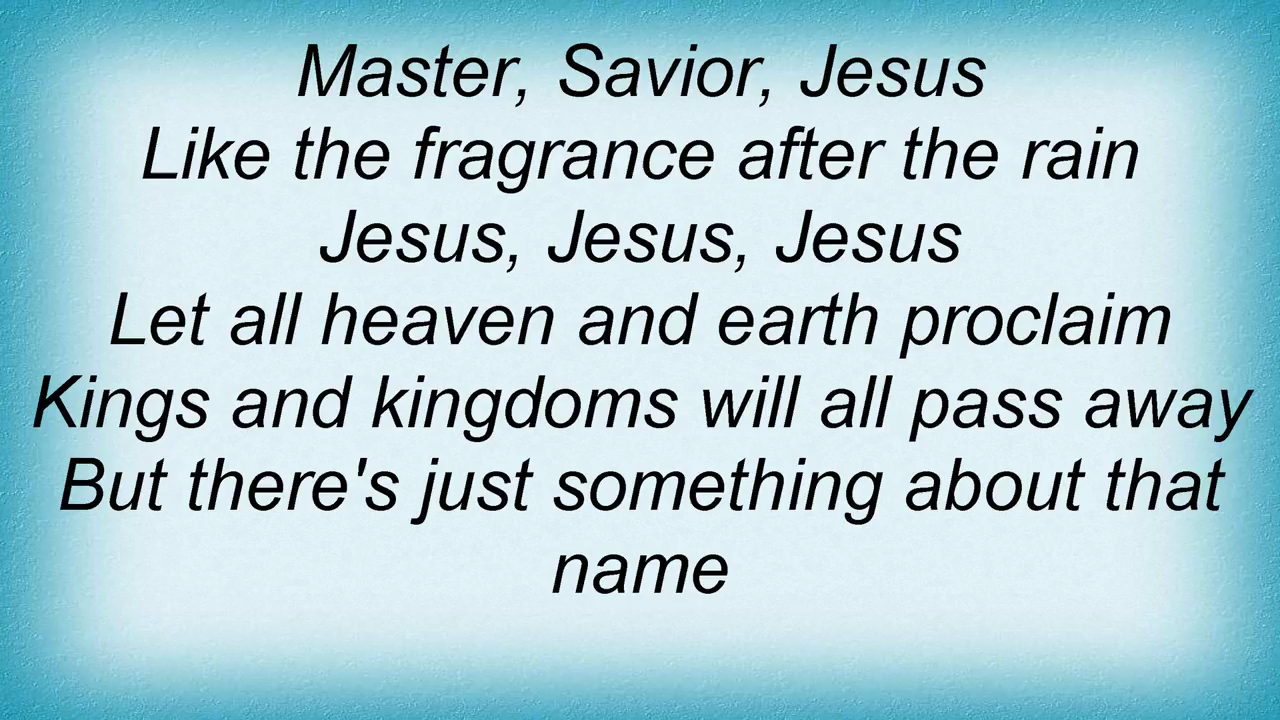 Master, Savior, Jesus
Like the fragrance after the rain
Jesus, Jesus, Jesus
Let all heaven and earth proclaim
Kings and kingdoms will all pass away
But there's just something about that
name